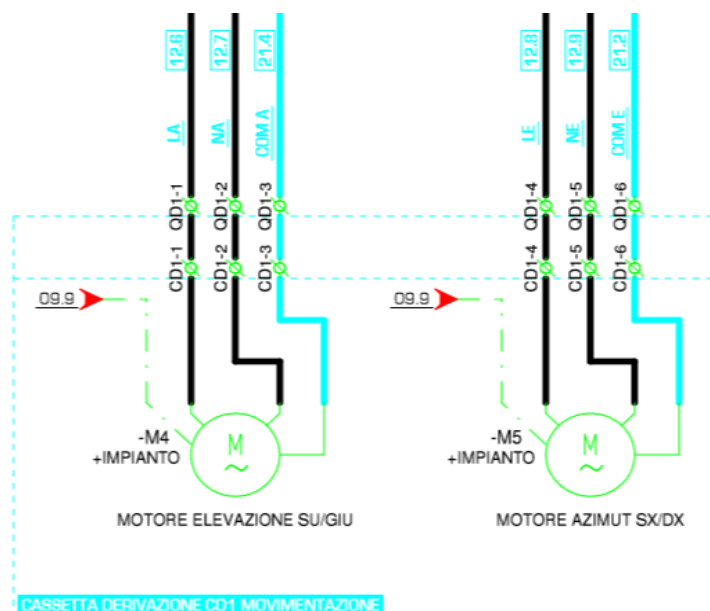 12.6
12.7
21.4
12.8
12.9
21.2
LA
NA
COM A
LE
NE
COM E
QD1-1
QD1-2
QD1-3
QD1-4
QD1-5
QD1-6
CD1-1
CD1-2
CD1-3
CD1-4
CD1-5
CD1-6
09.9
09.9
-M4
+IMPIANTO
M
~
-M5
+IMPIANTO
M
~
MOTORE ELEVAZIONE SU/GIU
MOTORE AZIMUT SX/DX
CASSETTA DERIVAZIONE CD1 MOVIMENTAZIONE